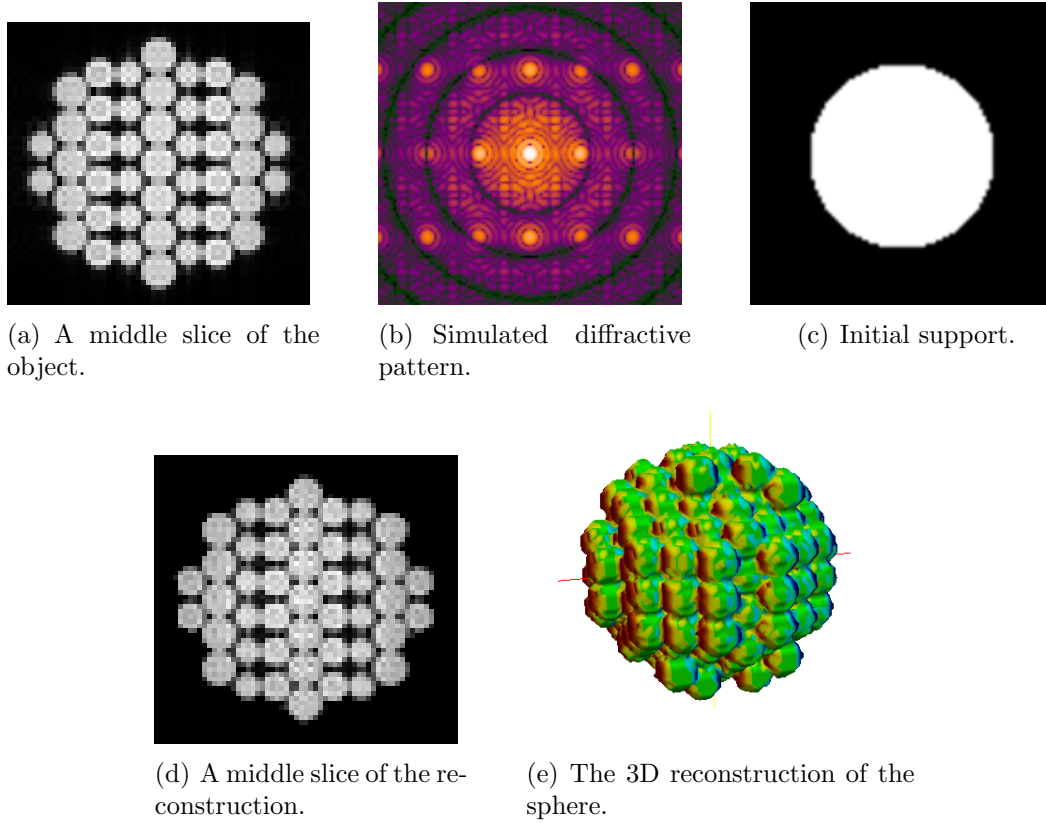 (a) A middle slice of the
object.
(b) Simulated diffractive
pattern.
(c) Initial support.
(d) A middle slice of the re-
construction.
(e) The 3D reconstruction of the
sphere.